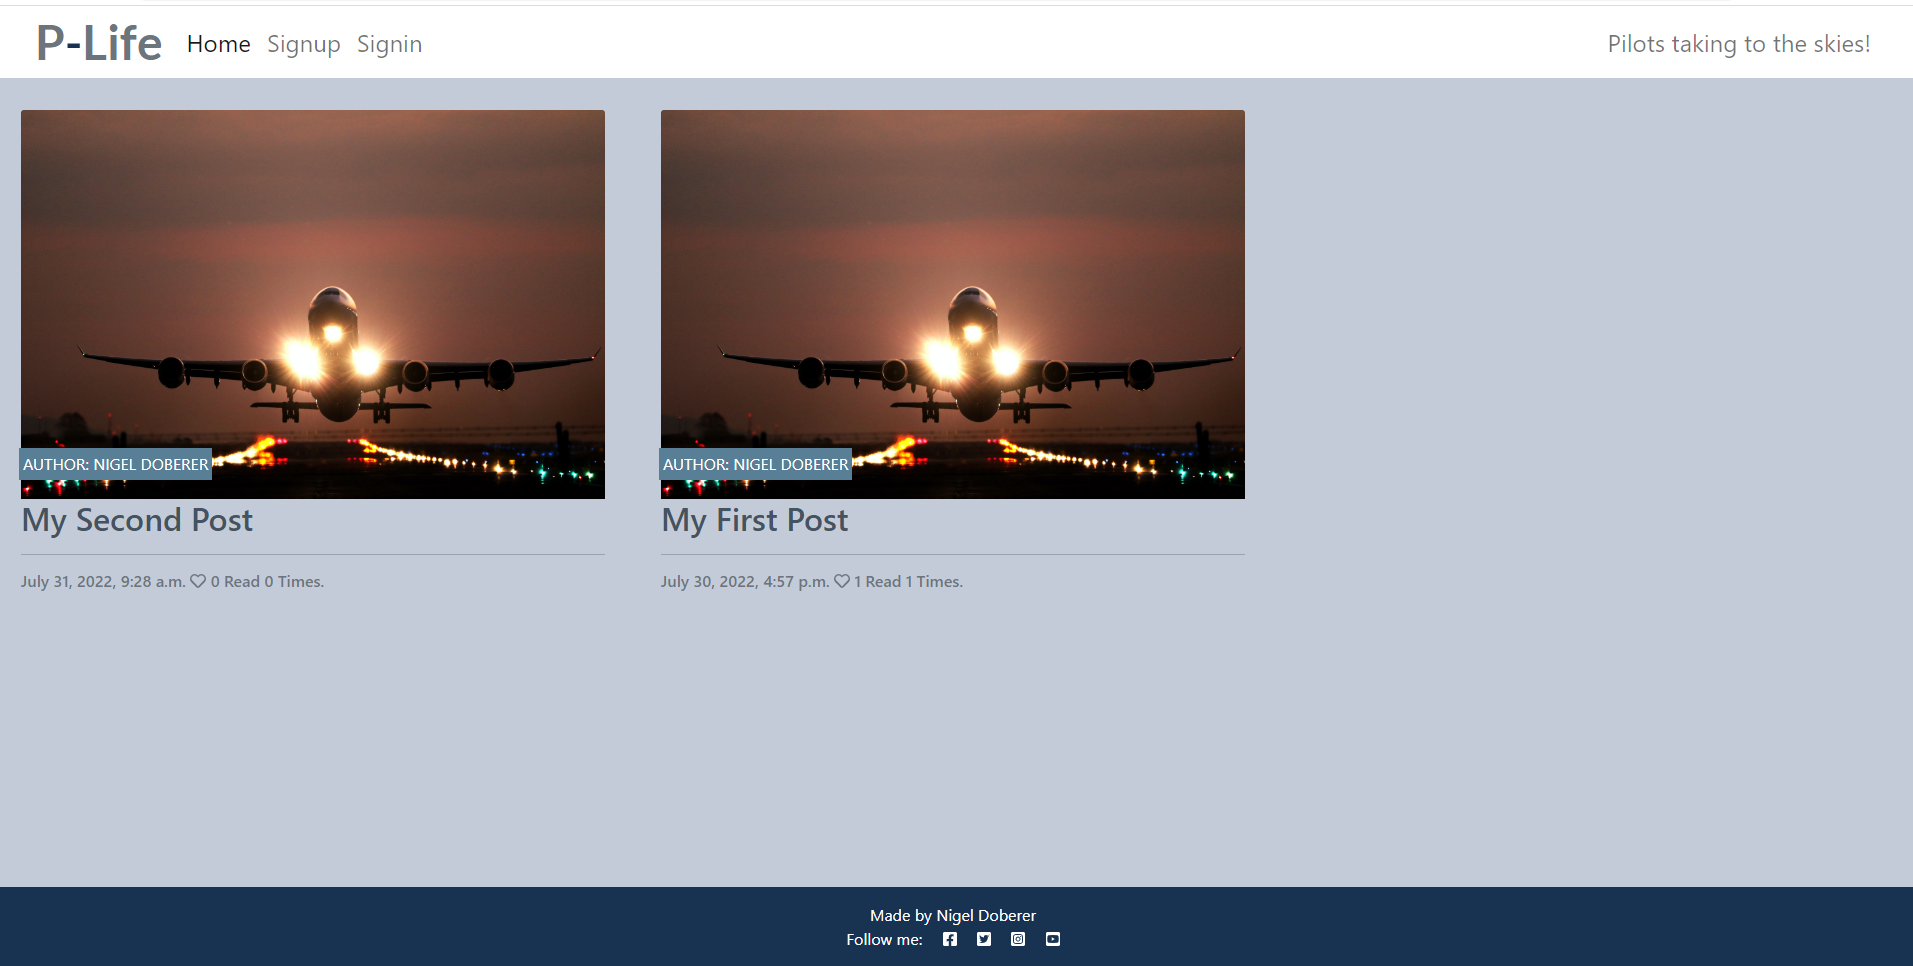 P-Life Home Signup Signin Pilots taking to the skies!
AUTHOR: NIGEL DOBERER
My Second Post
July 31, 2022, 9:28 a.m. 0 Read 0 Times.
AUTHOR: NIGEL DOBERER
My First Post
July 30, 2022, 4:57 p.m. 1 Read 1 Times.
Made by Nigel Doberer
Follow me: